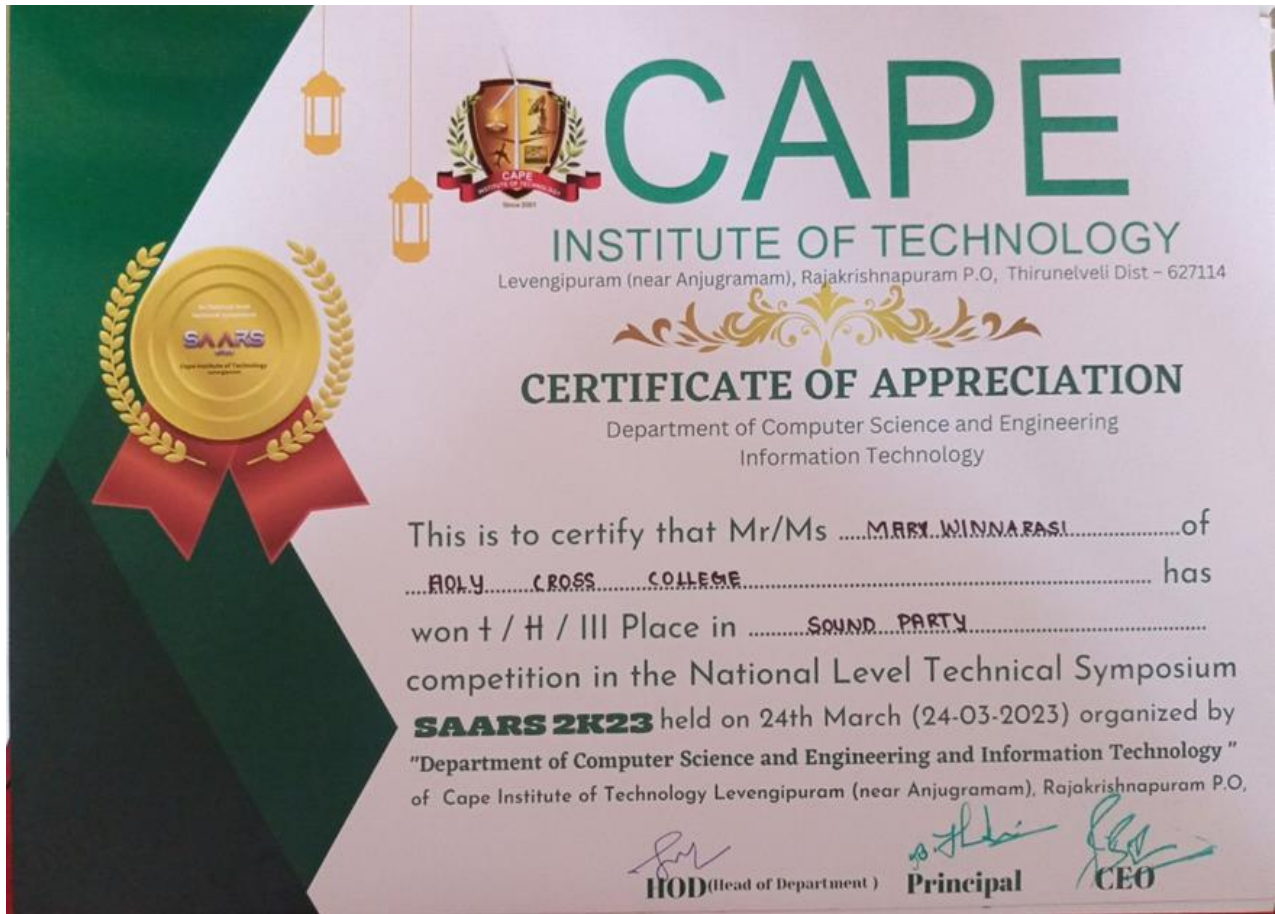 CAPE
INSTITUTE OF TECHNOLOGY
Levengipuram (near Anjugramam), Rajakrishnapuram P.O, Thirunelveli Dist – 627114
CAPE
INSTITUTE OF TECHNOLOGY
Since 2001
SAARS
Cape Institute of Technology
CERTIFICATE OF APPRECIATION
Department of Computer Science and Engineering
Information Technology
This is to certify that Mr/Ms MARY WINNARASI of
HOLY CROSS COLLEGE has
won I / II / III Place in SOUND PARTY
competition in the National Level Technical Symposium
SAARS 2K23 held on 24th March (24-03-2023) organized by
"Department of Computer Science and Engineering and Information Technology "
of Cape Institute of Technology Levengipuram (near Anjugramam), Rajakrishnapuram P.O,
HOD(Head of Department ) Principal CEO